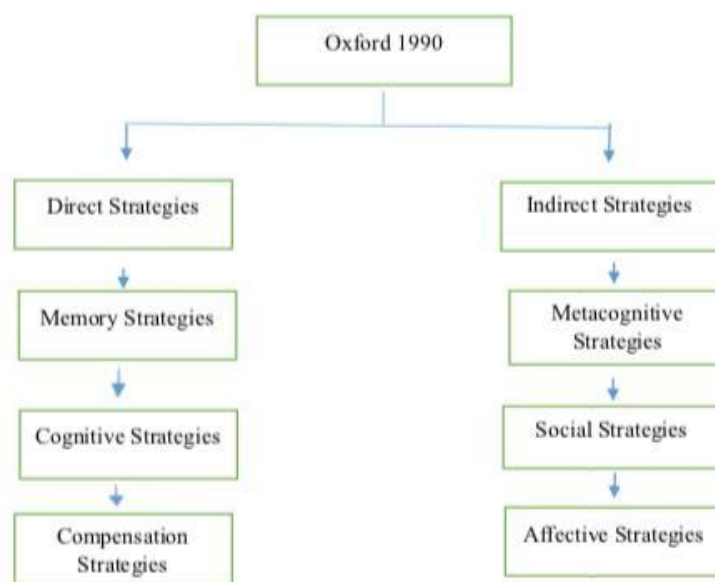 Oxford 1990
Direct Strategies
Memory Strategies
Cognitive Strategies
Compensation
Strategies
Indirect Strategies
Metacognitive
Strategies
Social Strategies
Affective Strategies